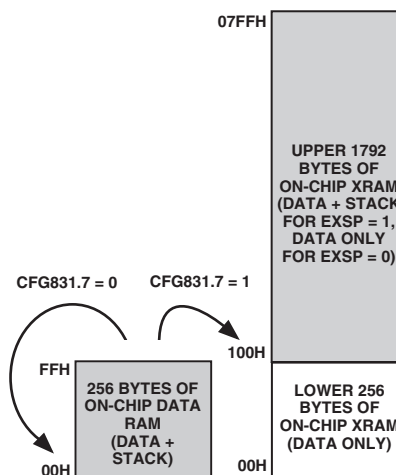 07FFH
UPPER 1792
BYTES OF
ON-CHIP XRAM
(DATA + STACK
FOR EXSP = 1,
DATA ONLY
FOR EXSP = 0)
CFG831.7 = 0
CFG831.7 = 1
100H
FFH
256 BYTES OF
ON-CHIP DATA
RAM
(DATA +
STACK)
00H
LOWER 256
BYTES OF
ON-CHIP XRAM
(DATA ONLY)
00H